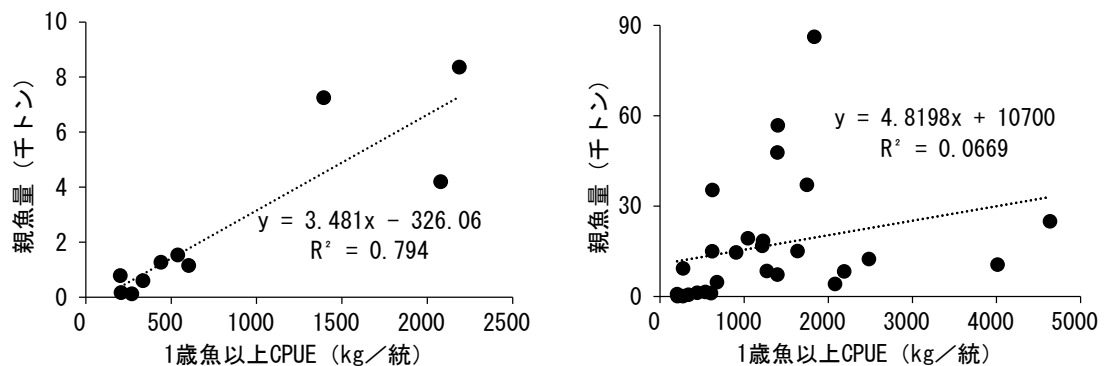 10
8
6
4
2
0
親魚量（千トン）
y = 3.481x − 326.06
R² = 0.794
0
500
1000
1500
2000
2500
1歳魚以上CPUE（kg／統）
90
60
30
0
親魚量（千トン）
y = 4.8198x + 10700
R² = 0.0669
0
1000
2000
3000
4000
5000
1歳魚以上CPUE（kg／統）